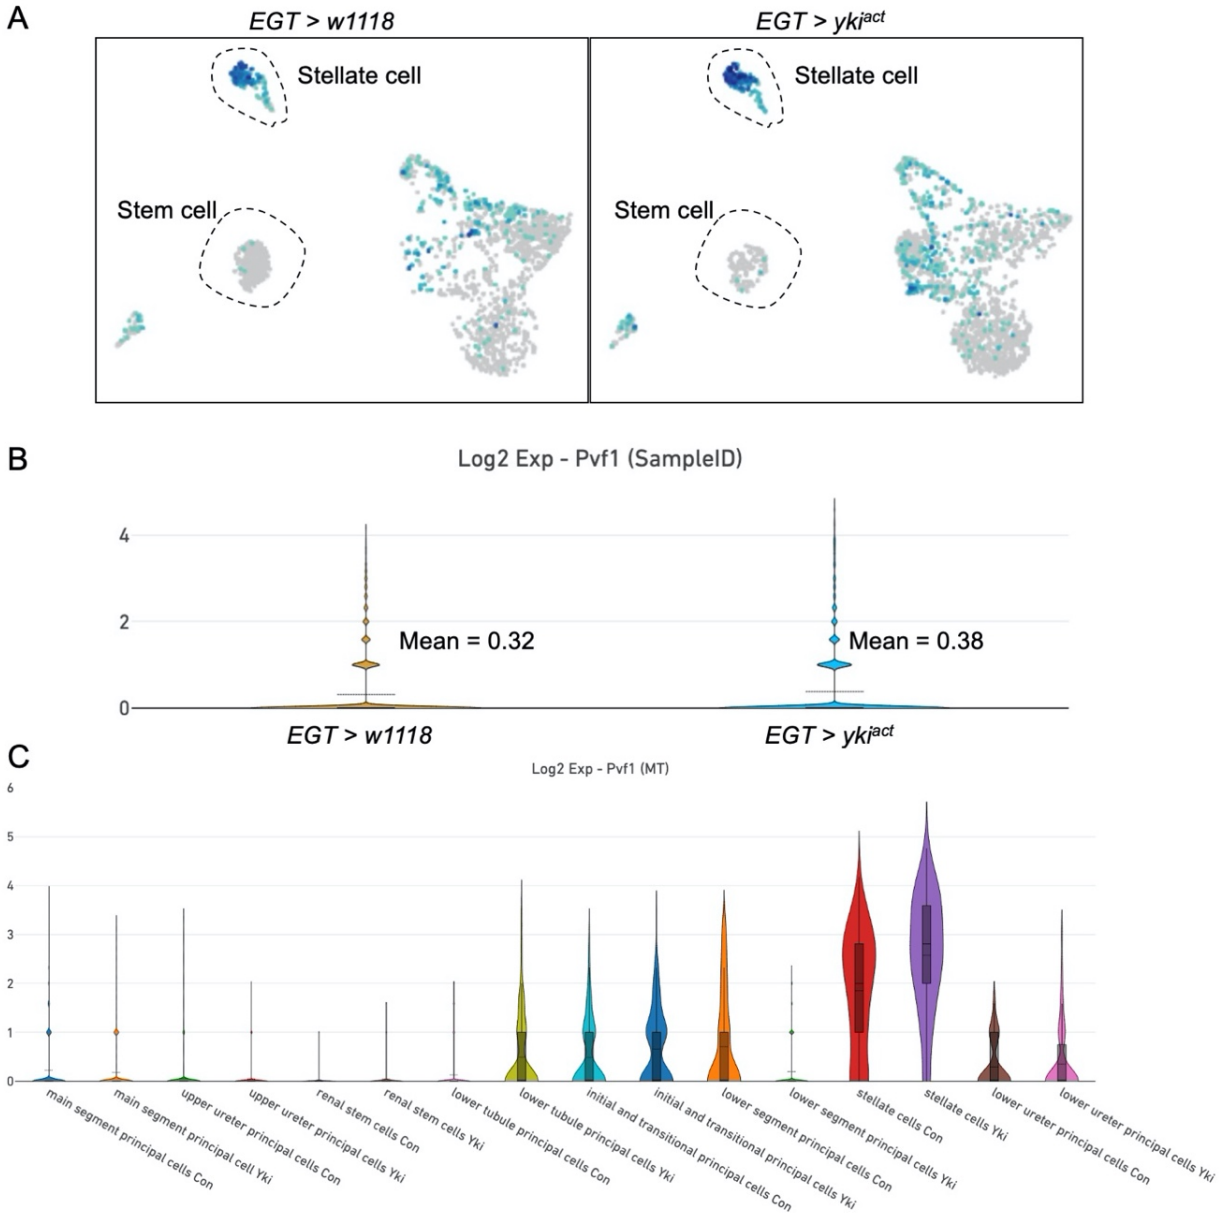 A
EGT > w1118
EGT > yki^act
Stellate cell
Stellate cell
Stem cell
Stem cell
B
Log2 Exp - Pvf1 (SampleID)
4
2
0
Mean = 0.32
Mean = 0.38
EGT > w1118
EGT > yki^act
C
Log2 Exp - Pvf1 (MT)
6
5
4
3
2
1
0
main segment principal cells Con
main segment principal cell Yki
upper ureter principal cells Con
upper ureter principal cells Yki
renal stem cells Con
renal stem cells Yki
lower tubule principal cells Con
lower tubule principal cells Yki
initial and transitional principal cells Con
initial and transitional principal cells Yki
lower segment principal cells Con
lower segment principal cells Yki
stellate cells Con
stellate cells Yki
lower ureter principal cells Con
lower ureter principal cells Yki